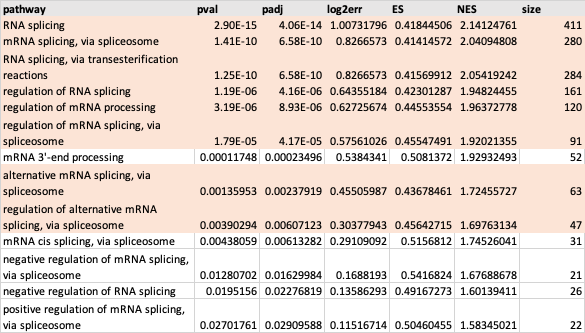 pathway pval padj log2err ES NES size
RNA splicing 2.90E-15 4.06E-14 1.00731796 0.41844506 2.14124761 411
mRNA splicing, via spliceosome 1.41E-10 6.58E-10 0.8266573 0.41414572 2.04094808 280
RNA splicing, via transesterification
reactions 1.25E-10 6.58E-10 0.8266573 0.41569912 2.05419242 284
regulation of RNA splicing 1.19E-06 4.16E-06 0.64355184 0.42301287 1.94824455 161
regulation of mRNA processing 3.19E-06 8.93E-06 0.62725674 0.44553554 1.96372778 120
regulation of mRNA splicing, via
spliceosome 1.79E-05 4.17E-05 0.57561026 0.45547491 1.92021355 91
mRNA 3'-end processing 0.00011748 0.00023496 0.5384341 0.5081372 1.92932493 52
alternative mRNA splicing, via
spliceosome 0.00135953 0.00237919 0.45505987 0.43678461 1.72455727 63
regulation of alternative mRNA
splicing, via spliceosome 0.00390294 0.00607123 0.30377943 0.45642715 1.69763134 47
mRNA cis splicing, via spliceosome 0.00438059 0.00613282 0.29109092 0.5156812 1.74526041 31
negative regulation of mRNA splicing,
via spliceosome 0.01280702 0.01629984 0.1688193 0.5416824 1.67688678 21
negative regulation of RNA splicing 0.0195156 0.02276819 0.13586293 0.49167273 1.60139411 26
positive regulation of mRNA splicing,
via spliceosome 0.02701761 0.02909588 0.11516714 0.50460455 1.58345021 22